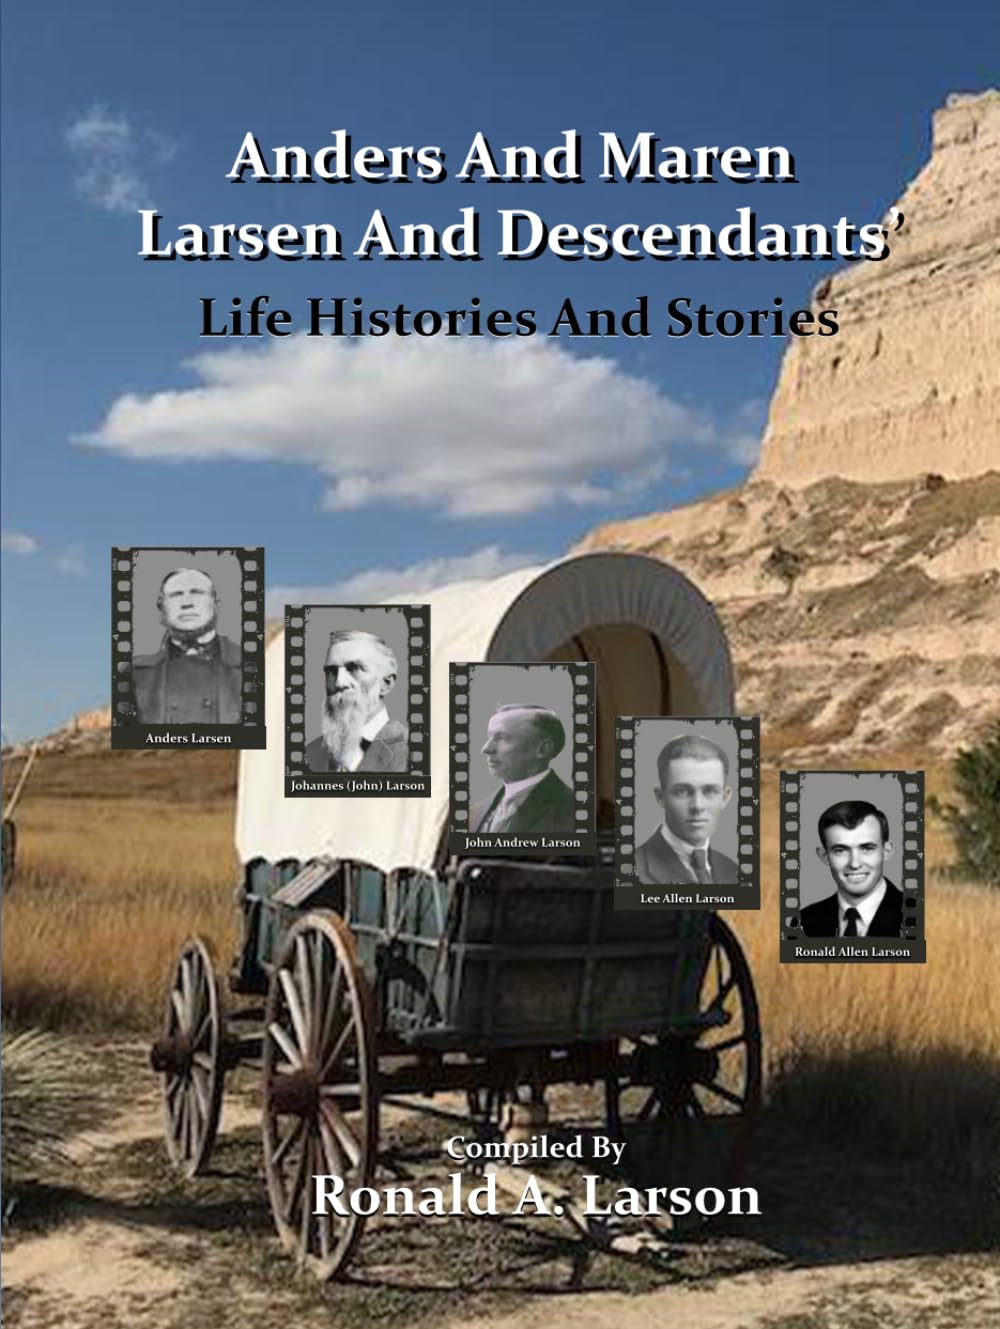 Anders And Maren
Larsen And Descendants’
Life Histories And Stories
Anders Larsen
Johannes (John) Larson
John Andrew Larson
Lee Allen Larson
Ronald Allen Larson
Compiled By
Ronald A. Larson